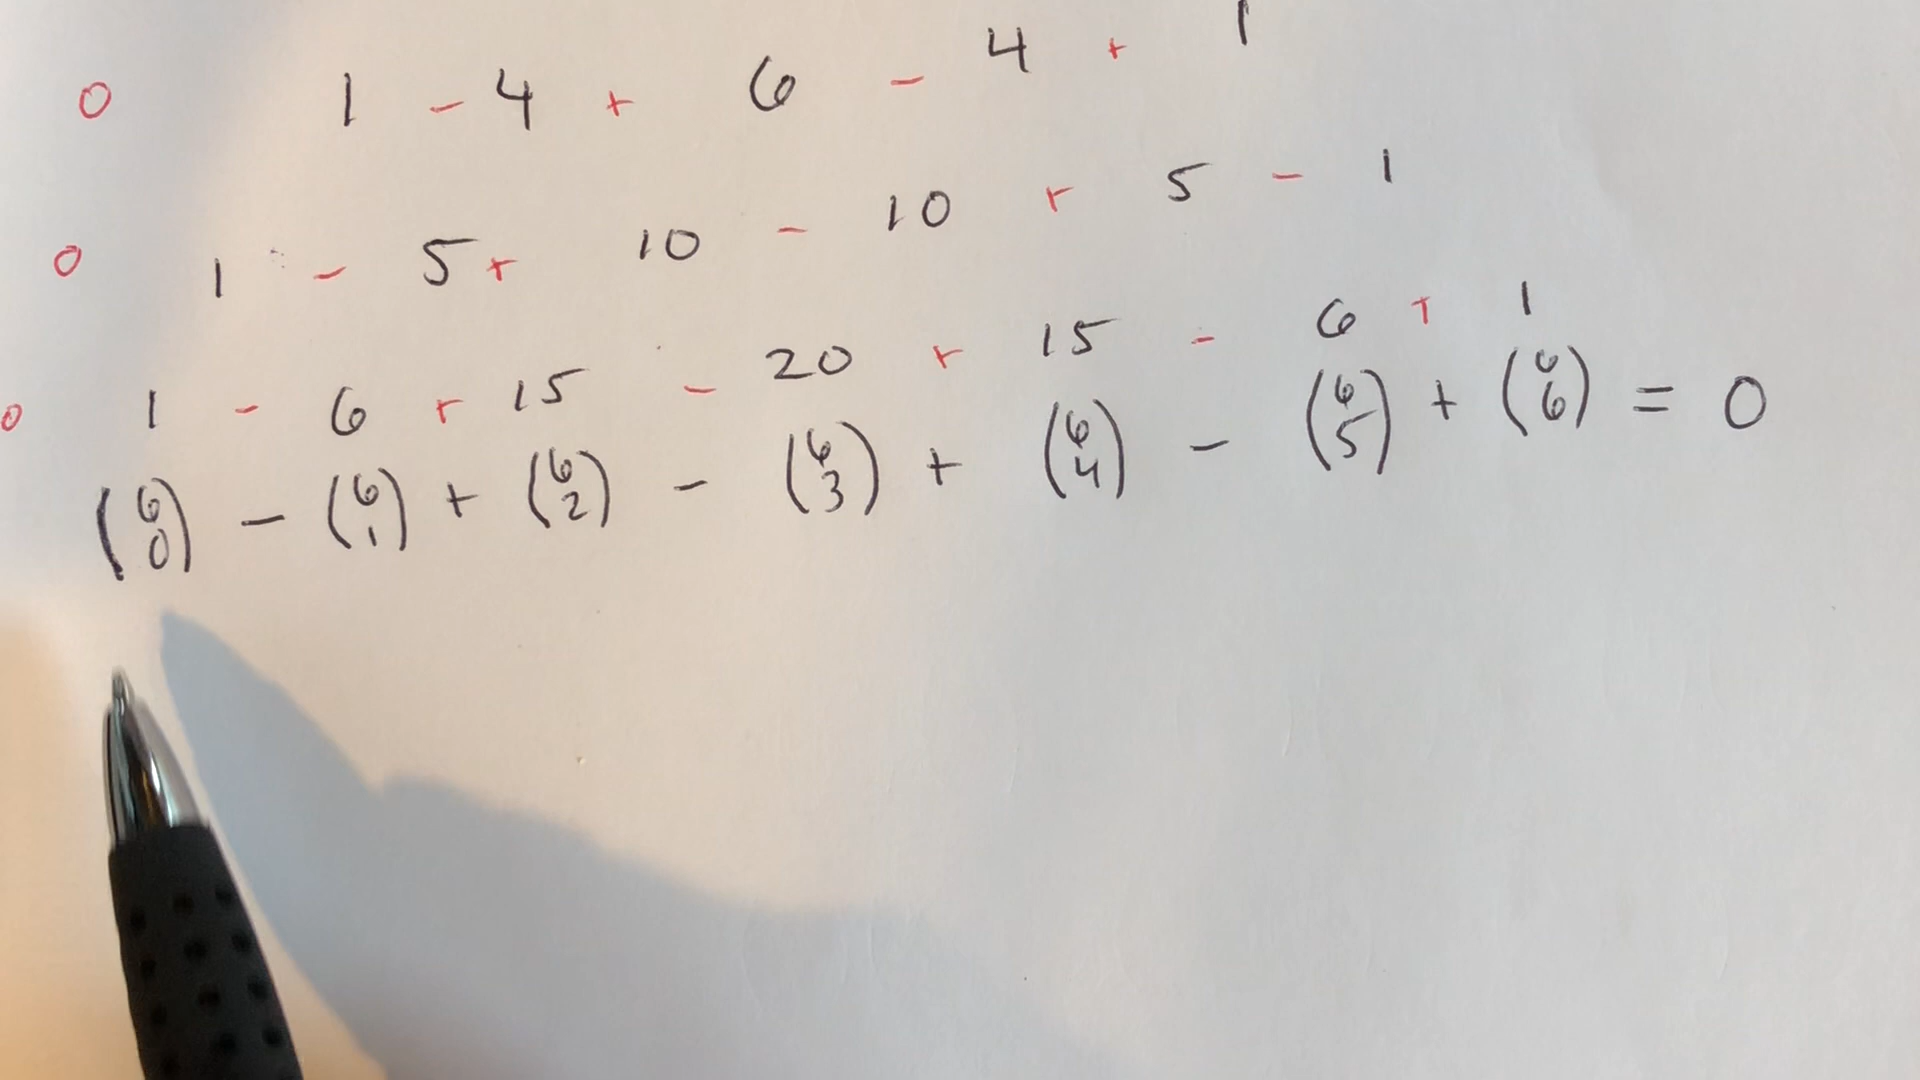 0 1 - 4 + 6 - 4 + 1
0 1 - 5 + 10 - 10 + 5 - 1
0 1 - 6 + 15 - 20 + 15 - 6 + 1
(6 0) - (6 1) + (6 2) - (6 3) + (6 4) - (6 5) + (6 6) = 0